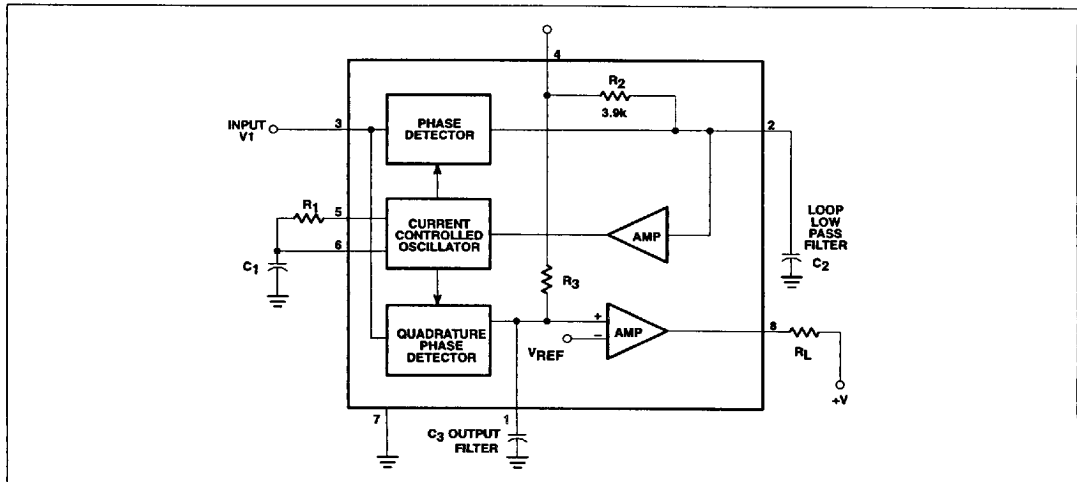 4
R2
3.9k
INPUT
V1
3
PHASE
DETECTOR
2
R1
5
CURRENT
CONTROLLED
OSCILLATOR
6
AMP
LOOP
LOW
PASS
FILTER
C2
C1
R3
QUADRATURE
PHASE
DETECTOR
+
−
AMP
VREF
8
RL
+V
7
1
C3 OUTPUT
FILTER